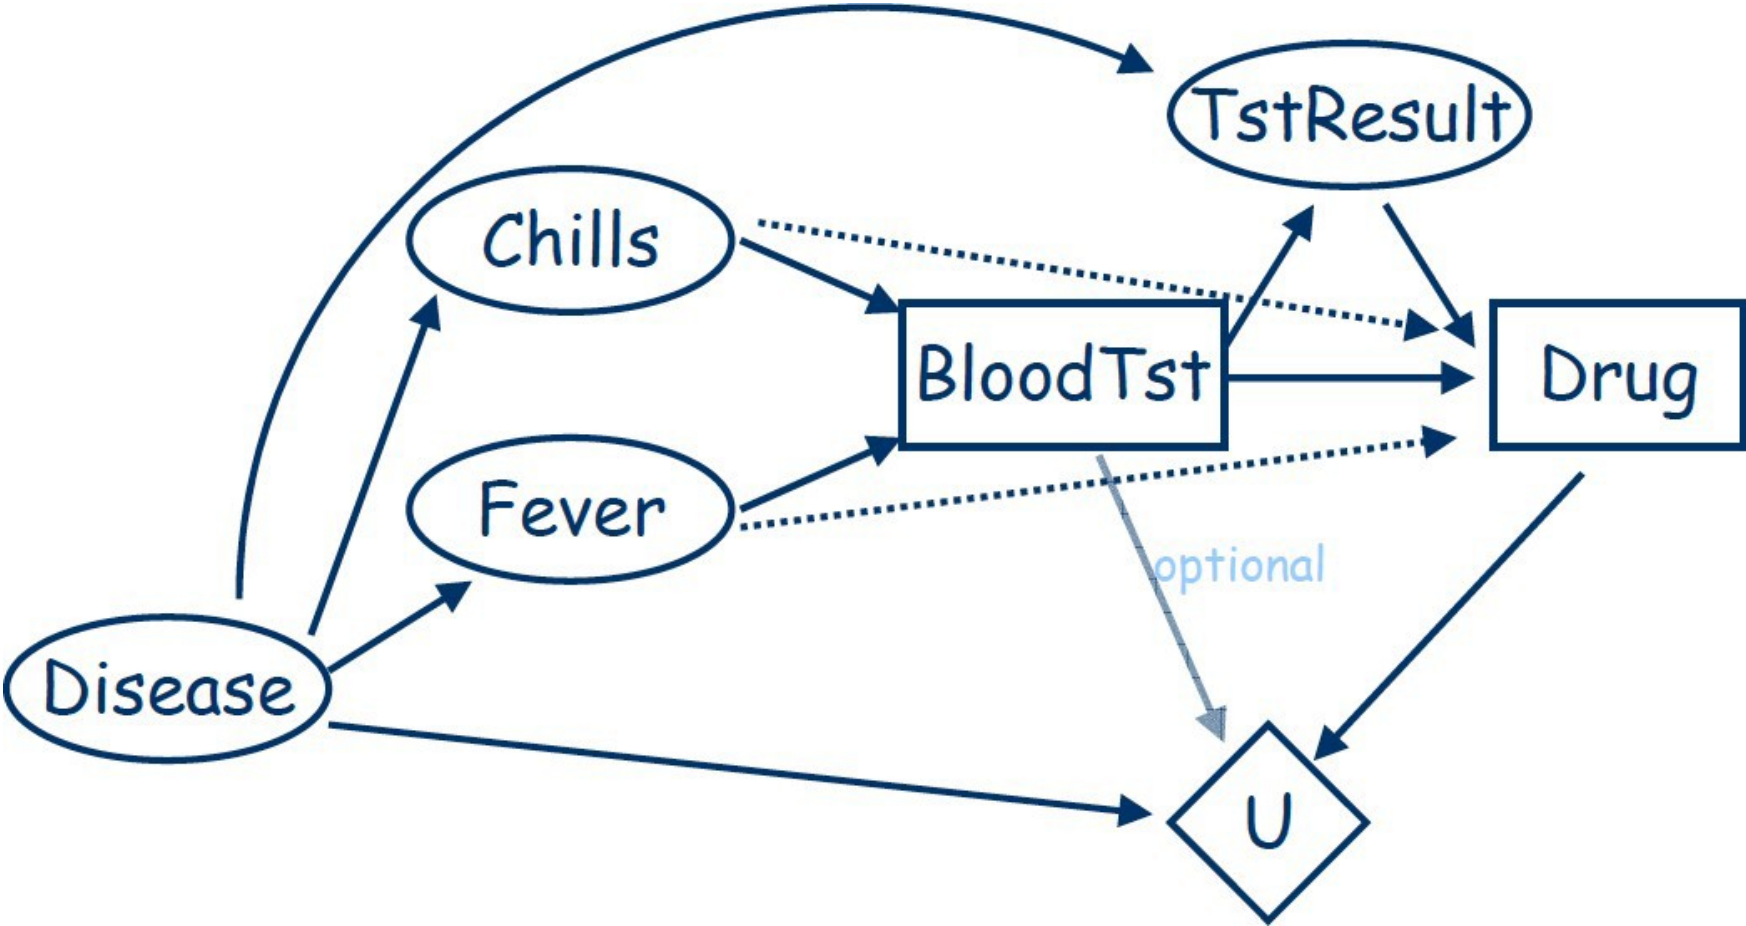 TstResult
Chills
BloodTst
Drug
Fever
optional
Disease
U